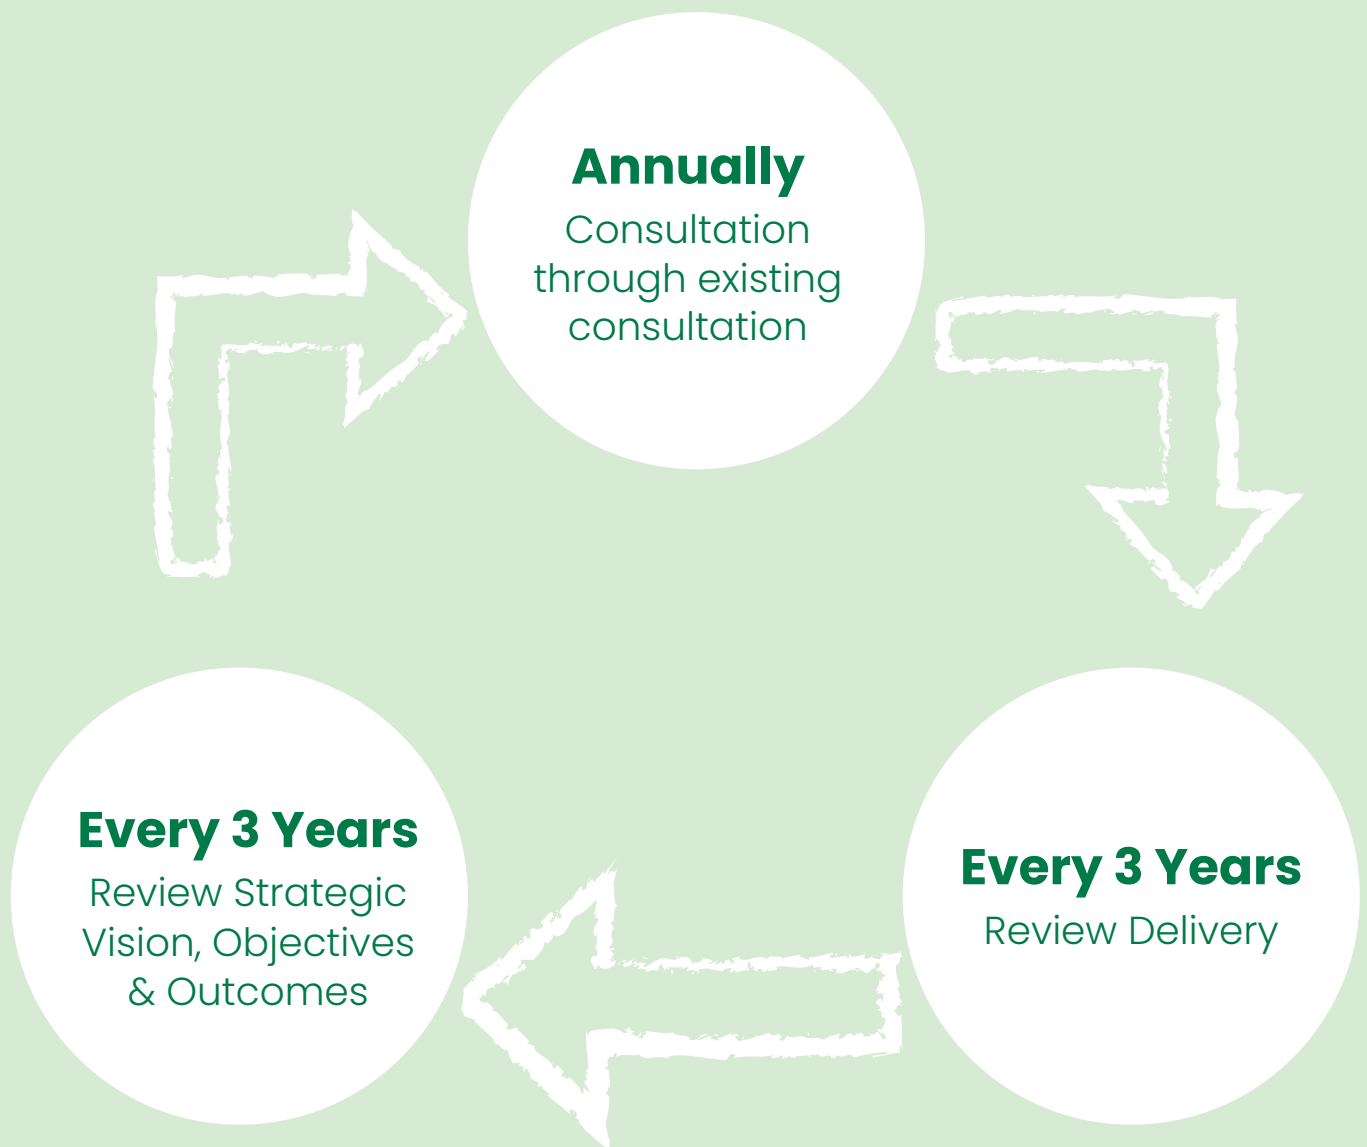 Annually
Consultation
through existing
consultation
Every 3 Years
Review Strategic
Vision, Objectives
& Outcomes
Every 3 Years
Review Delivery